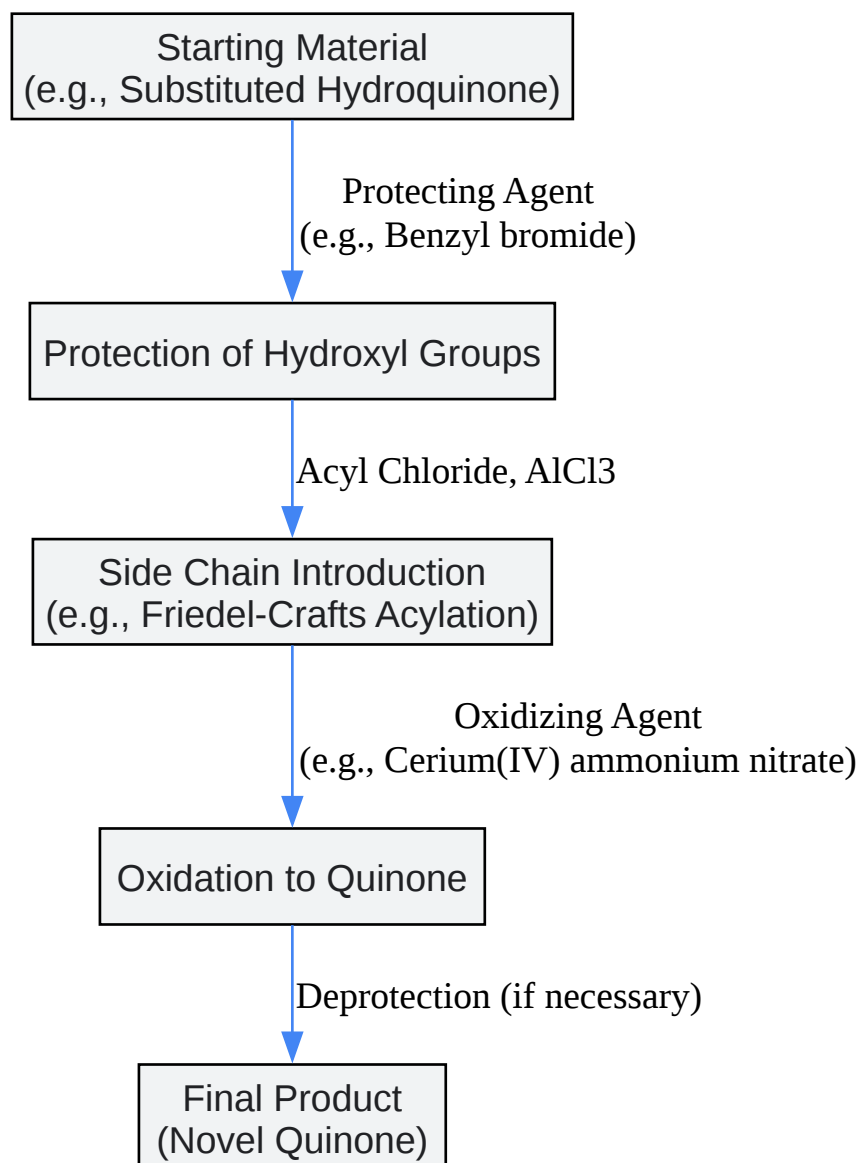 Starting Material
(e.g., Substituted Hydroquinone)
Protecting Agent
(e.g., Benzyl bromide)
Protection of Hydroxyl Groups
Acyl Chloride, AlCl3
Side Chain Introduction
(e.g., Friedel-Crafts Acylation)
Oxidizing Agent
(e.g., Cerium(IV) ammonium nitrate)
Oxidation to Quinone
Deprotection (if necessary)
Final Product
(Novel Quinone)